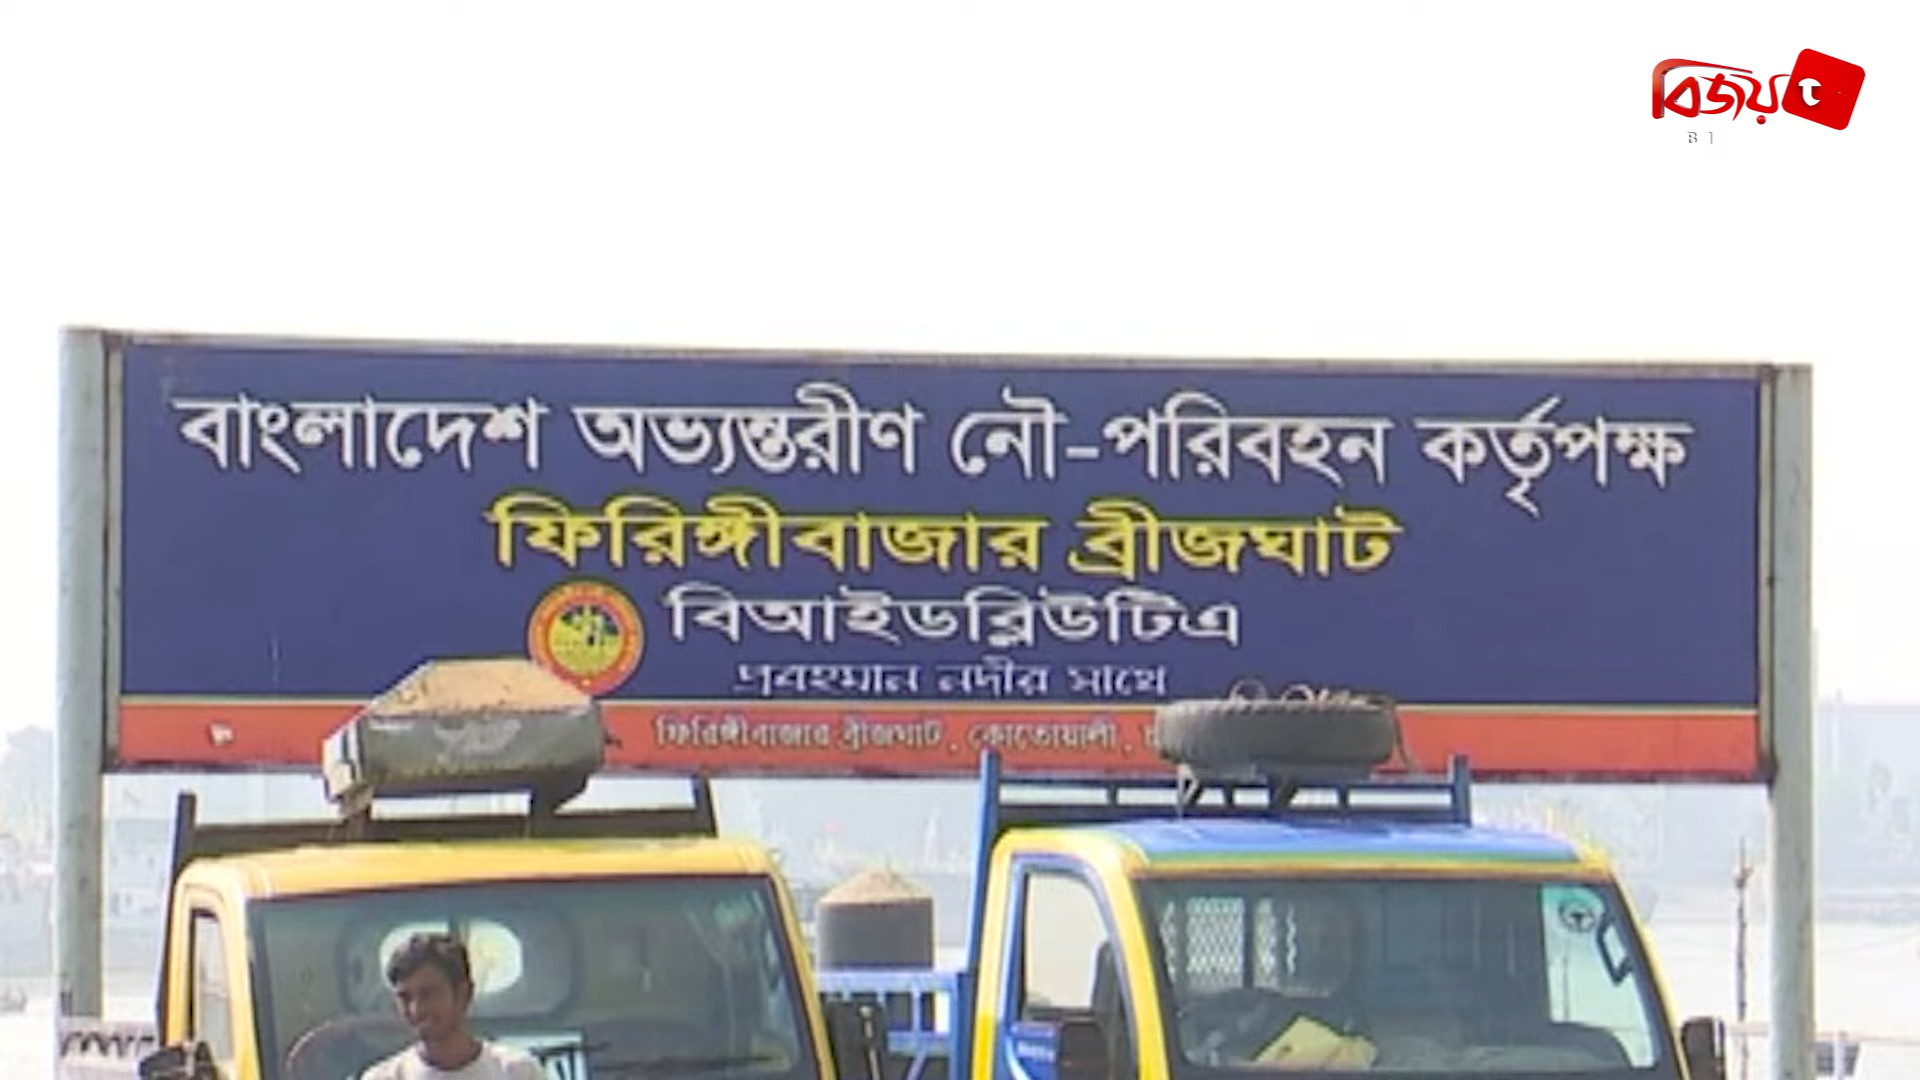 বিজয়
বাংলাদেশ অভ্যন্তরীণ নৌ-পরিবহন কর্তৃপক্ষ
ফিরিঙ্গীবাজার ব্রীজঘাট
বিআইডব্লিউটিএ
প্রবহমান নদীর সাথে
ফিরিঙ্গীবাজার ব্রীজঘাট, কোতোয়ালী,